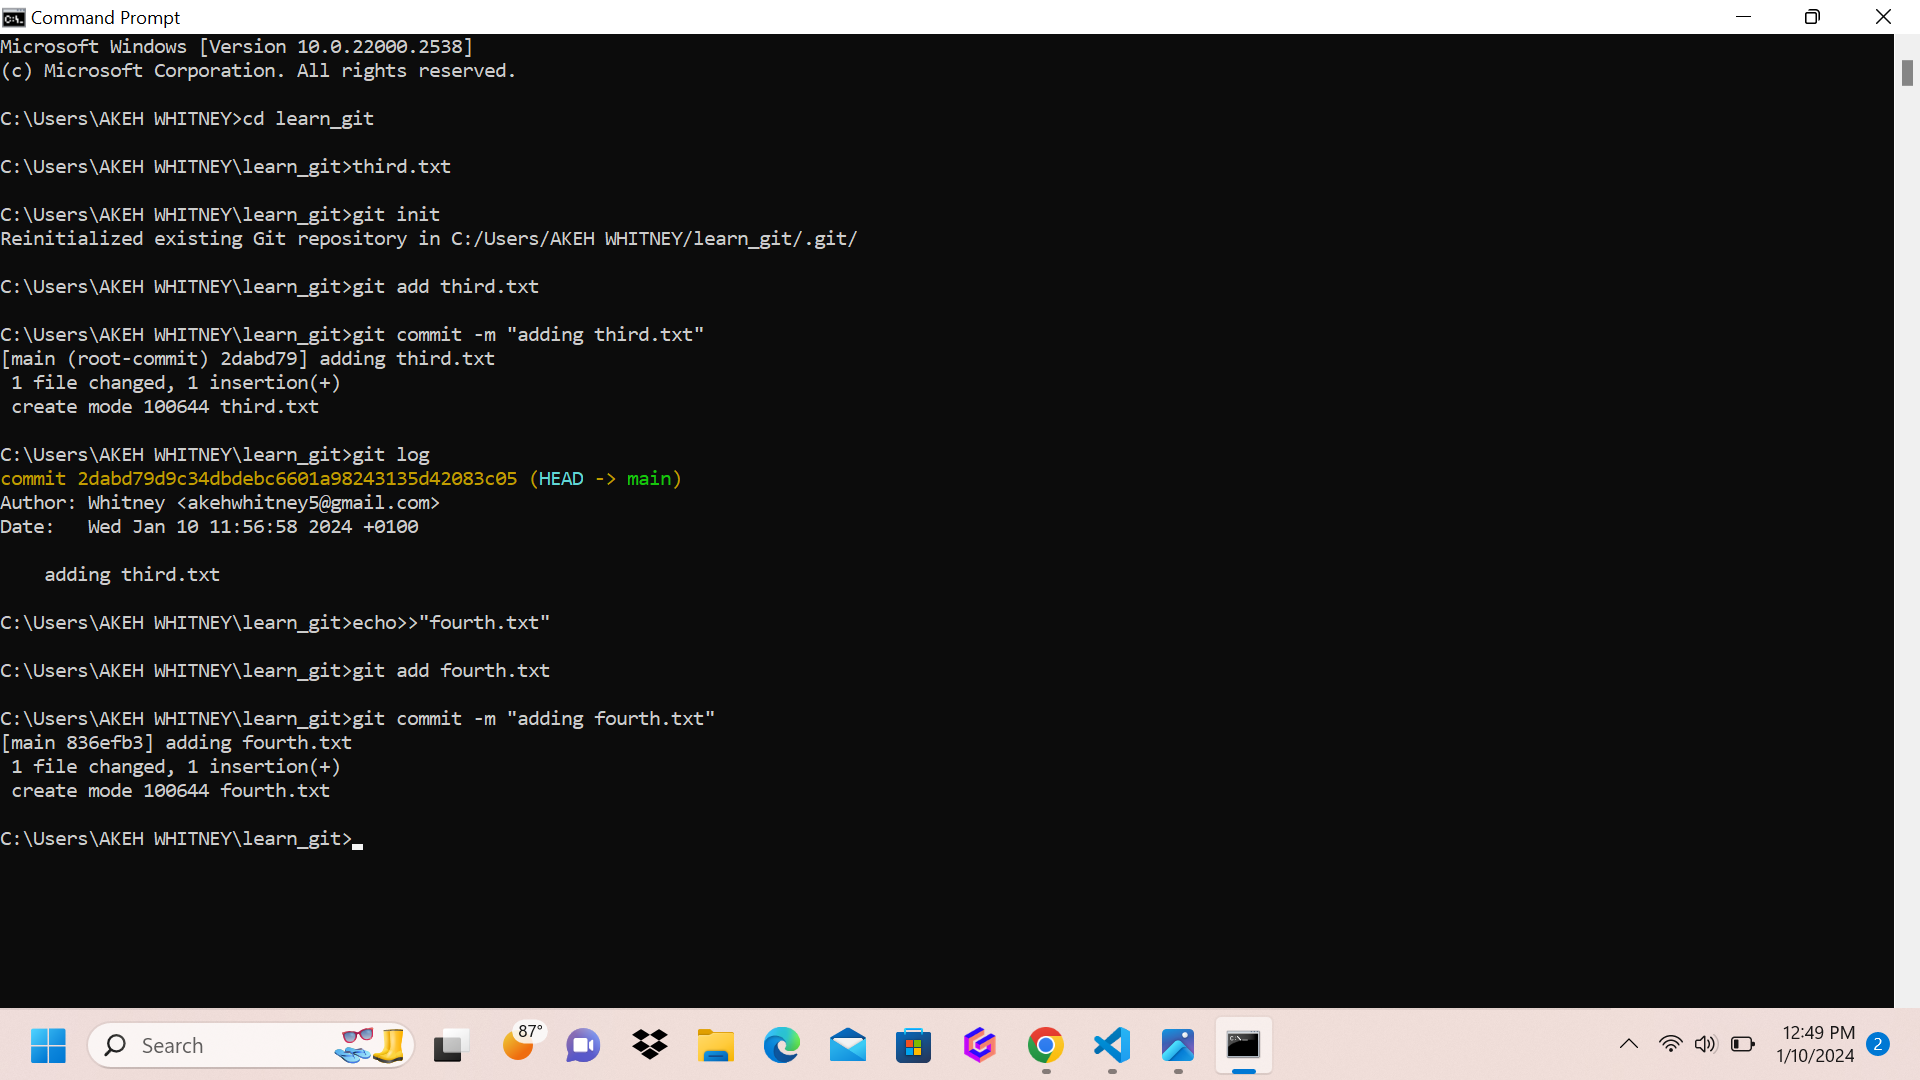 Command Prompt
Microsoft Windows [Version 10.0.22000.2538]
(c) Microsoft Corporation. All rights reserved.
C:\Users\AKEH WHITNEY>cd learn_git
C:\Users\AKEH WHITNEY\learn_git>third.txt
C:\Users\AKEH WHITNEY\learn_git>git init
Reinitialized existing Git repository in C:/Users/AKEH WHITNEY/learn_git/.git/
C:\Users\AKEH WHITNEY\learn_git>git add third.txt
C:\Users\AKEH WHITNEY\learn_git>git commit -m "adding third.txt"
[main (root-commit) 2dabd79] adding third.txt
 1 file changed, 1 insertion(+)
 create mode 100644 third.txt
C:\Users\AKEH WHITNEY\learn_git>git log
commit 2dabd79d9c34dbdebc6601a98243135d42083c05 (HEAD -> main)
Author: Whitney <akehwhitney5@gmail.com>
Date:   Wed Jan 10 11:56:58 2024 +0100
    adding third.txt
C:\Users\AKEH WHITNEY\learn_git>echo>>"fourth.txt"
C:\Users\AKEH WHITNEY\learn_git>git add fourth.txt
C:\Users\AKEH WHITNEY\learn_git>git commit -m "adding fourth.txt"
[main 836efb3] adding fourth.txt
 1 file changed, 1 insertion(+)
 create mode 100644 fourth.txt
C:\Users\AKEH WHITNEY\learn_git>
Search
87°
12:49 PM
1/10/2024
2